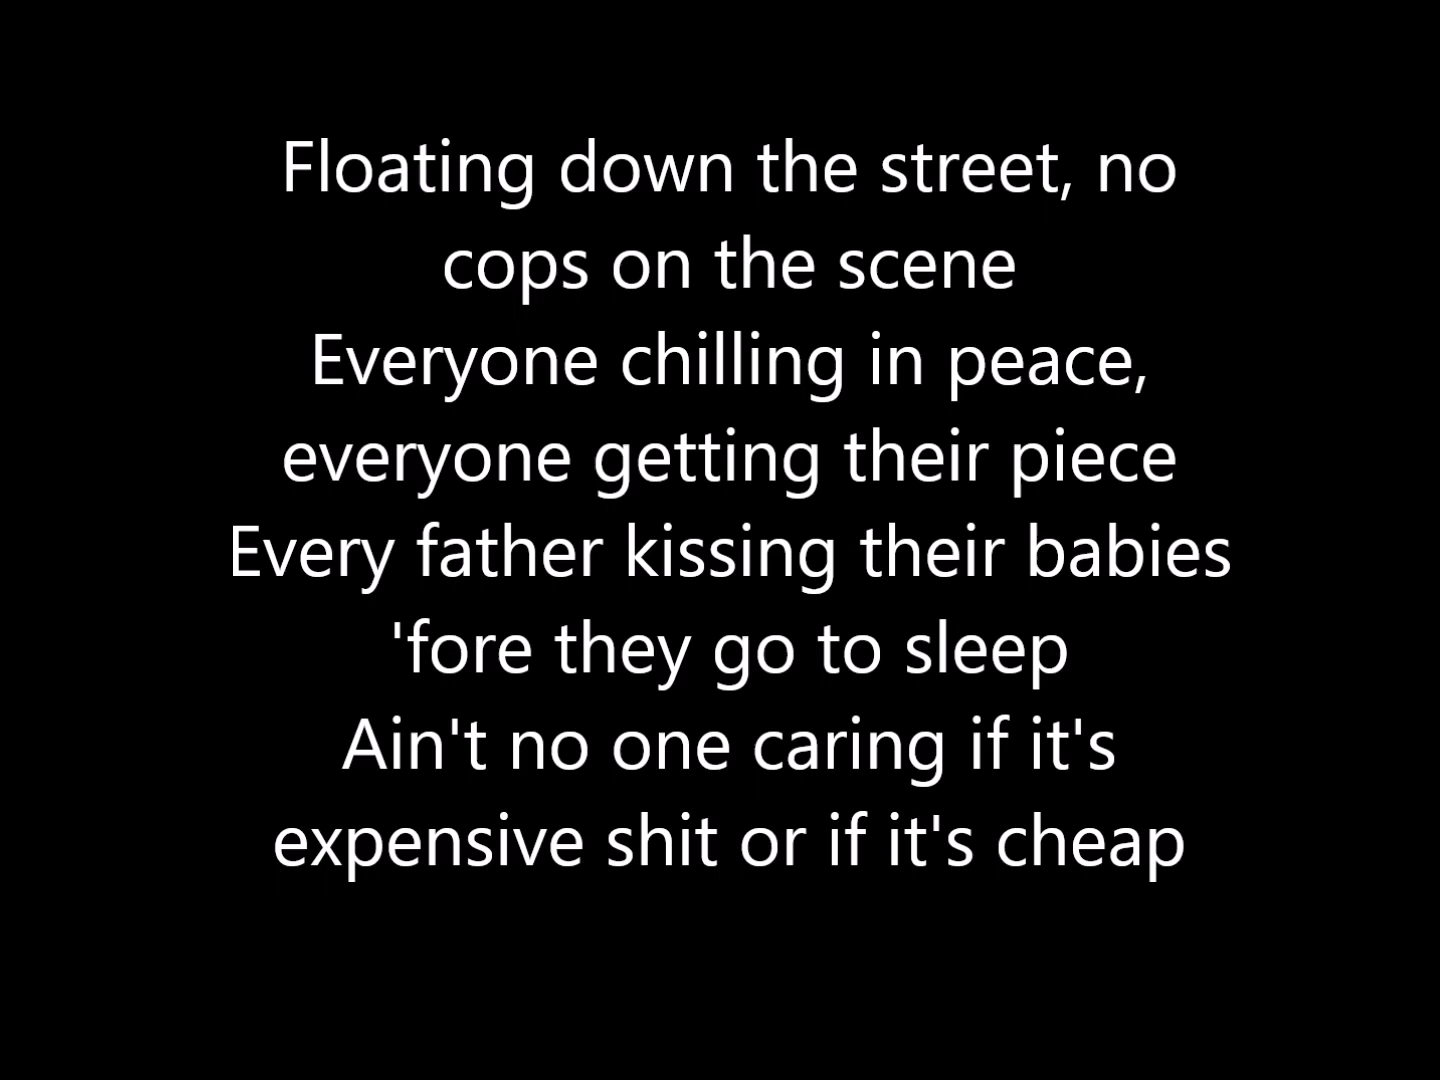 Floating down the street, no
cops on the scene
Everyone chilling in peace,
everyone getting their piece
Every father kissing their babies
'fore they go to sleep
Ain't no one caring if it's
expensive shit or if it's cheap